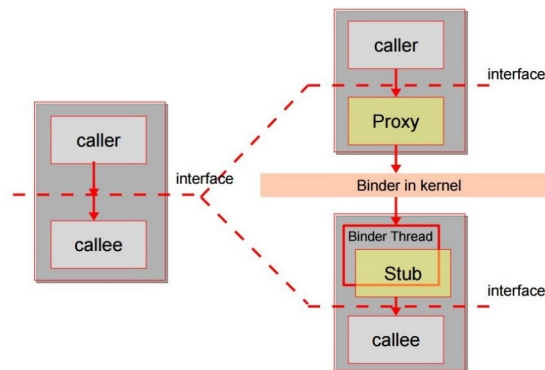 caller
callee
interface
caller
interface
Proxy
Binder in kernel
Binder Thread
Stub
interface
callee